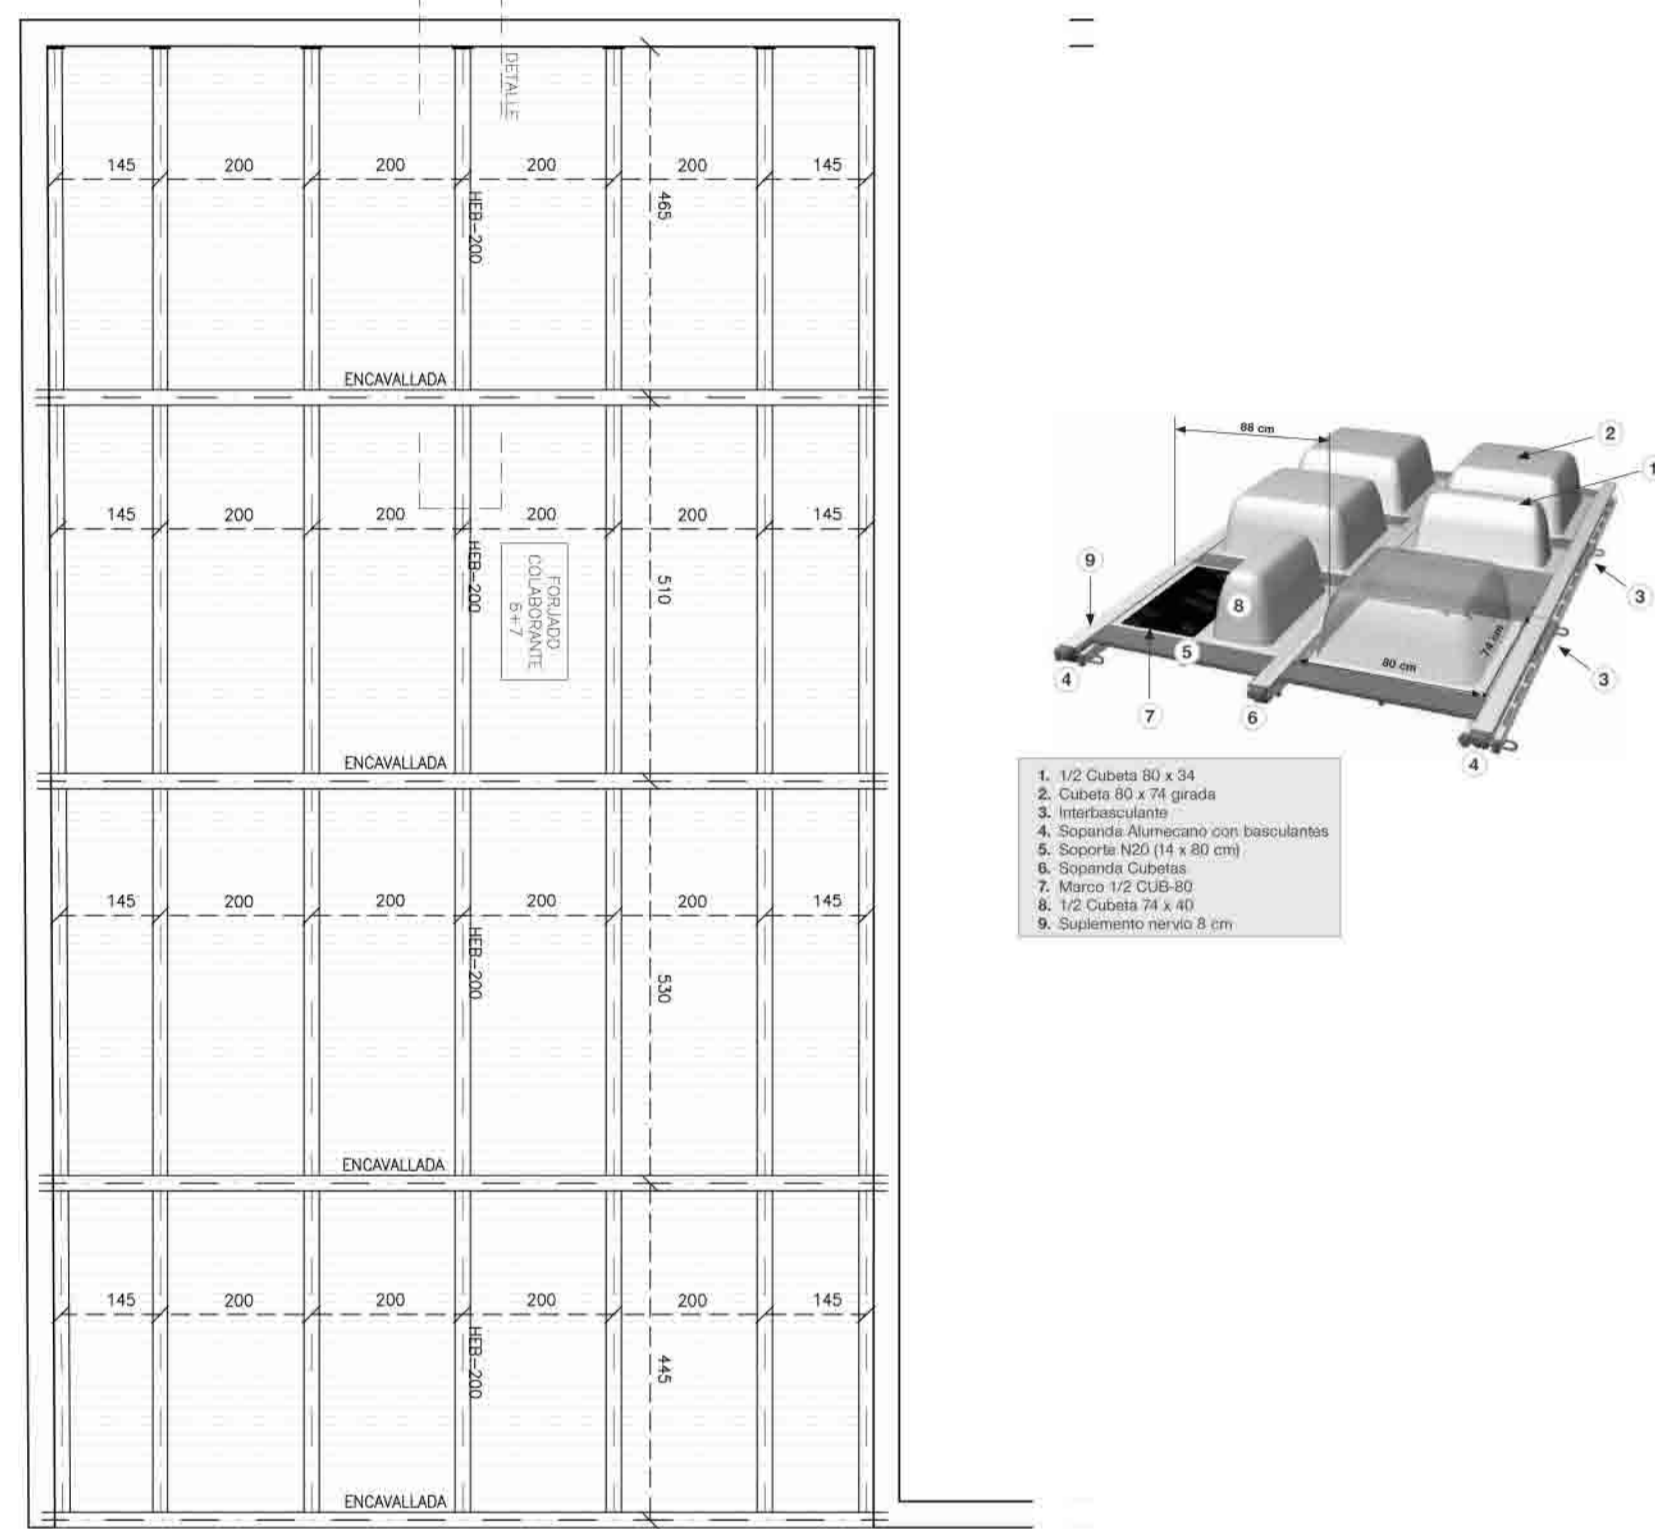 DETALLE
145 200 200 200 200 145
HEB-200
465
ENCAVALLADA
145 200 200 200 200 145
HEB-200
FORJADO
COLABORANTE
6+7
510
ENCAVALLADA
145 200 200 200 200 145
HEB-200
530
ENCAVALLADA
145 200 200 200 200 145
HEB-200
445
ENCAVALLADA
88 cm
2
1
9
8
3
5
74 cm
80 cm
3
4
7
6
4
1. 1/2 Cubeta 80 x 34
2. Cubeta 80 x 74 girada
3. Interbasculante
4. Sopanda Alumecano con basculantes
5. Soporte N20 (14 x 80 cm)
6. Sopanda Cubetas
7. Marco 1/2 CUB-80
8. 1/2 Cubeta 74 x 40
9. Suplemento nervio 8 cm